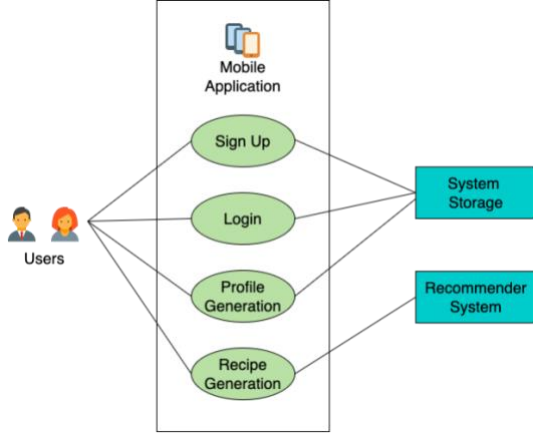 Mobile
Application
Sign Up
Login
Profile
Generation
Recipe
Generation
Users
System
Storage
Recommender
System